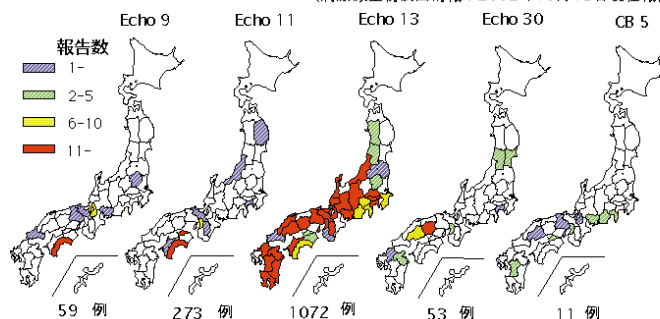 Echo 9
Echo 11
Echo 13
Echo 30
CB 5
報告数
1-
2-5
6-10
11-
59 例
273 例
1072 例
53 例
11 例